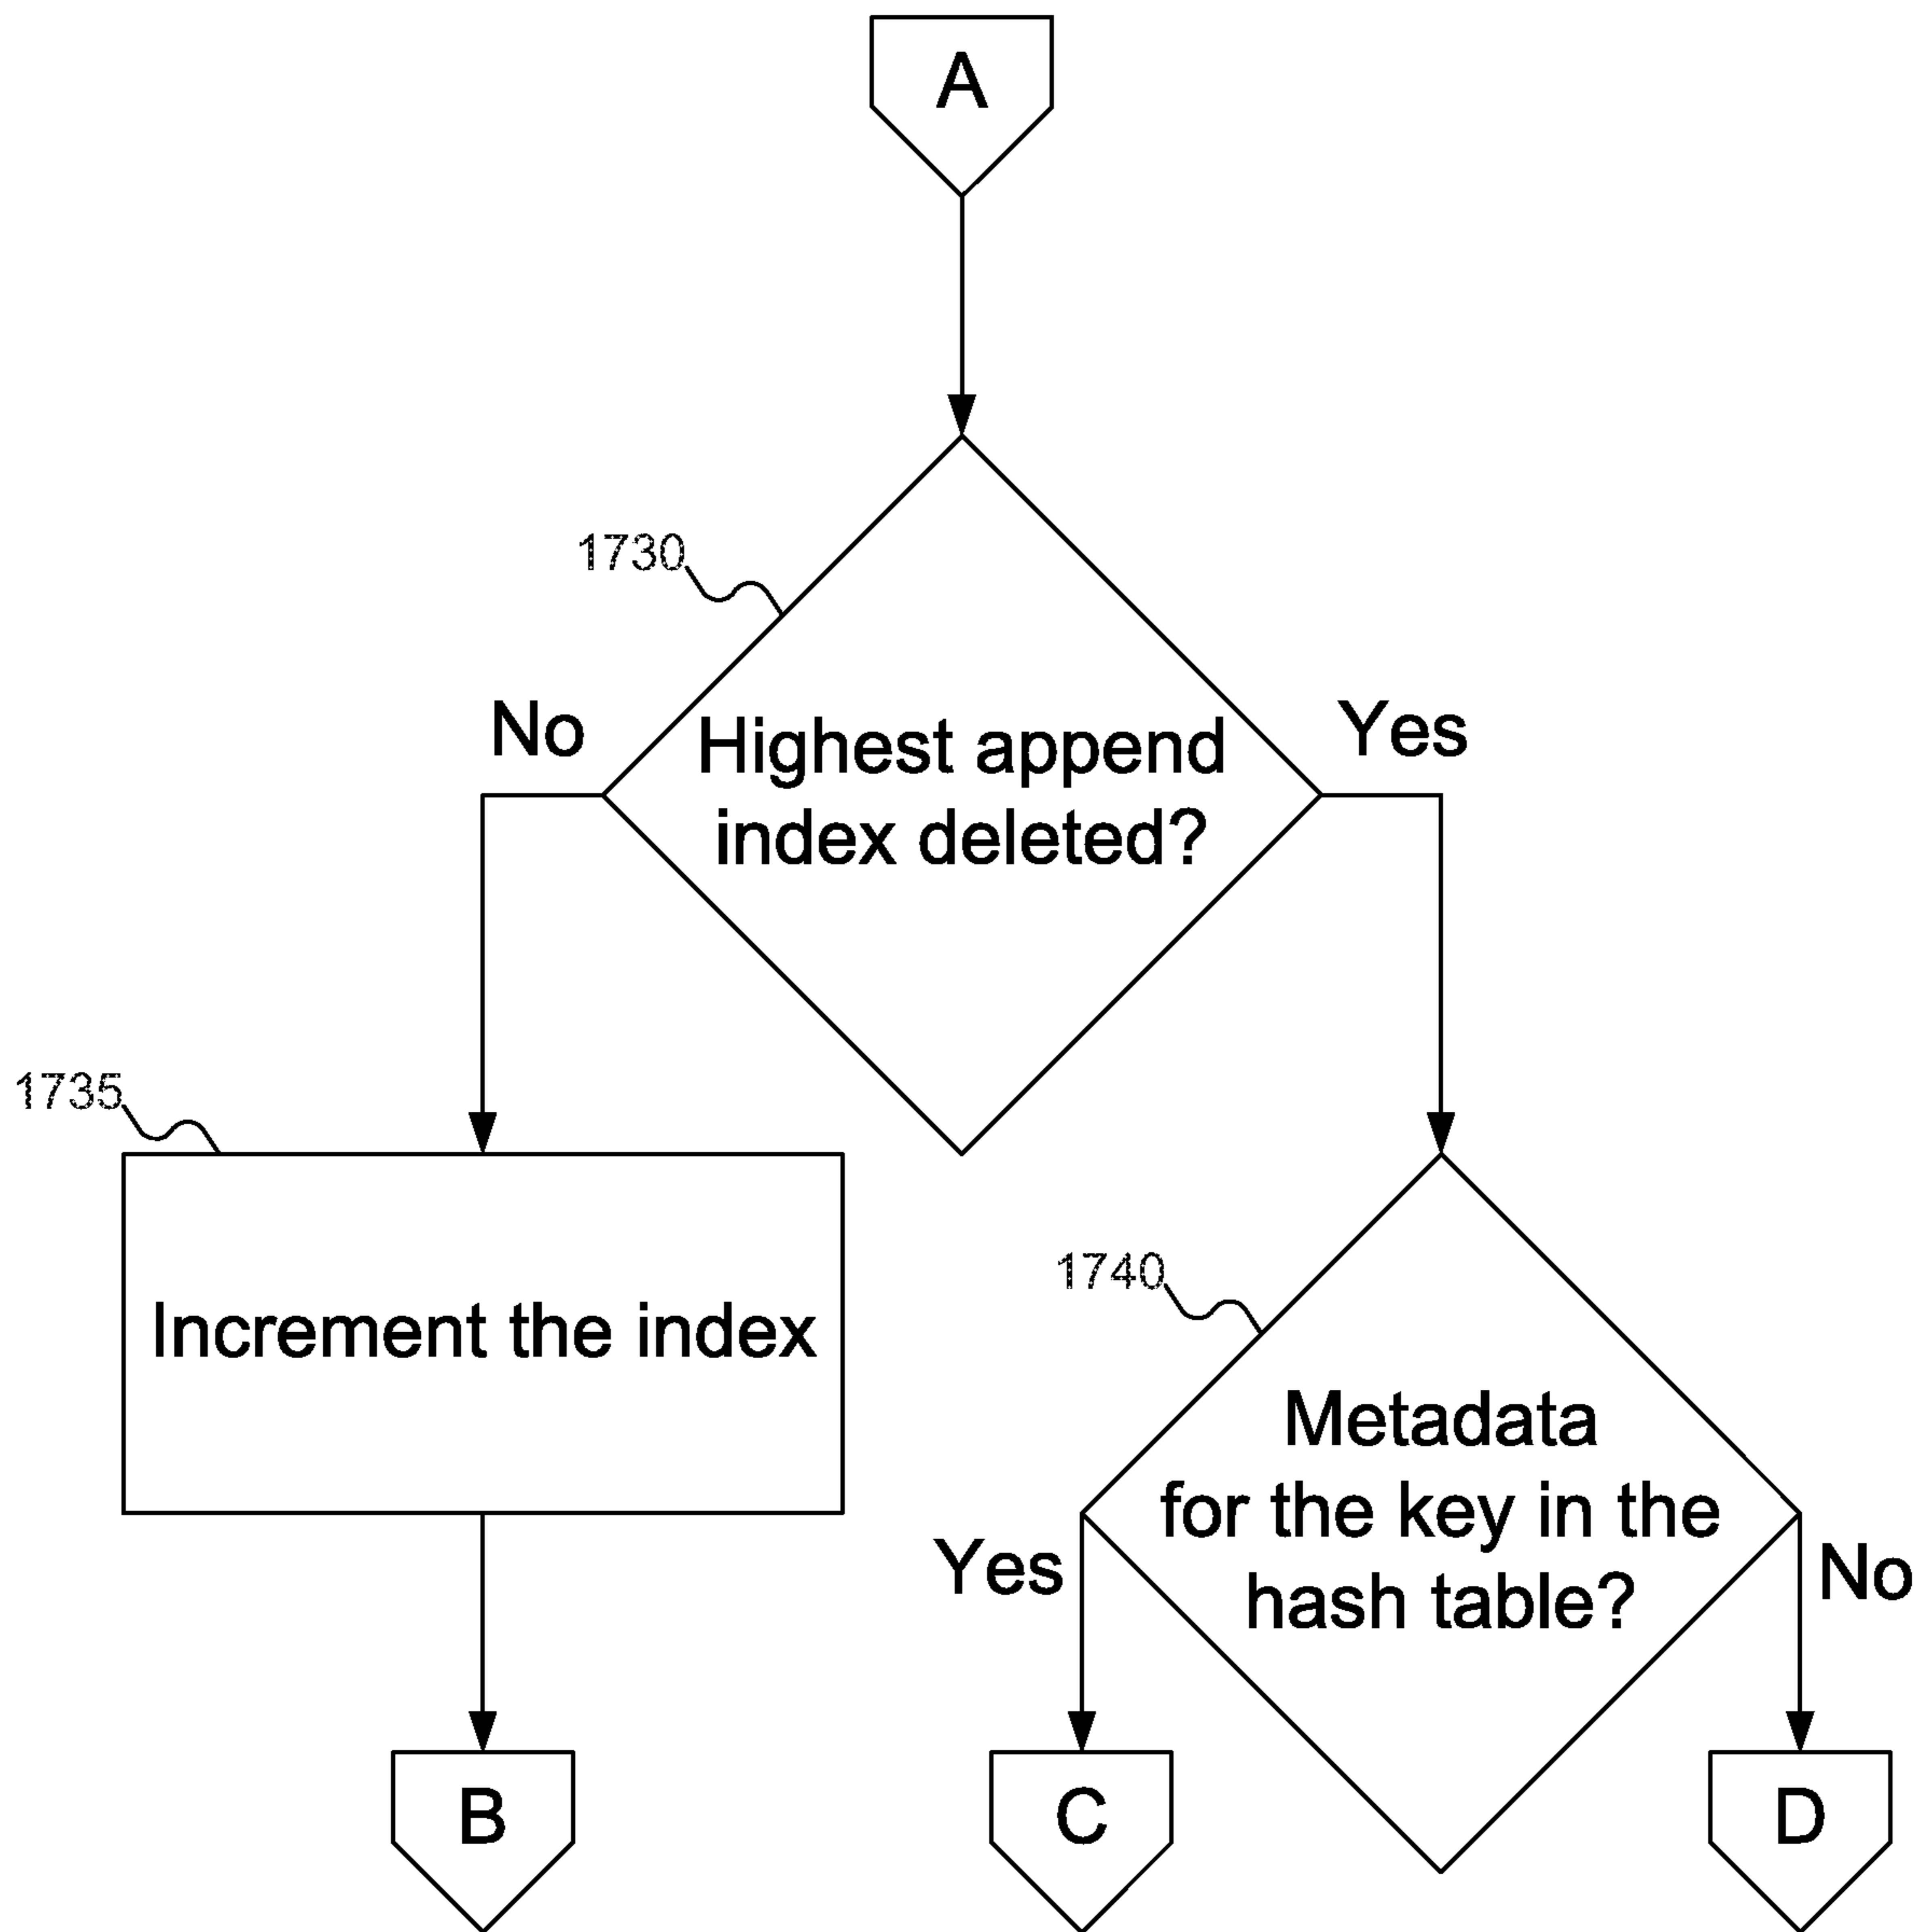 A
1730
No
Yes
Highest append
index deleted?
1735
Increment the index
1740
Metadata
for the key in the
hash table?
Yes
No
B
C
D